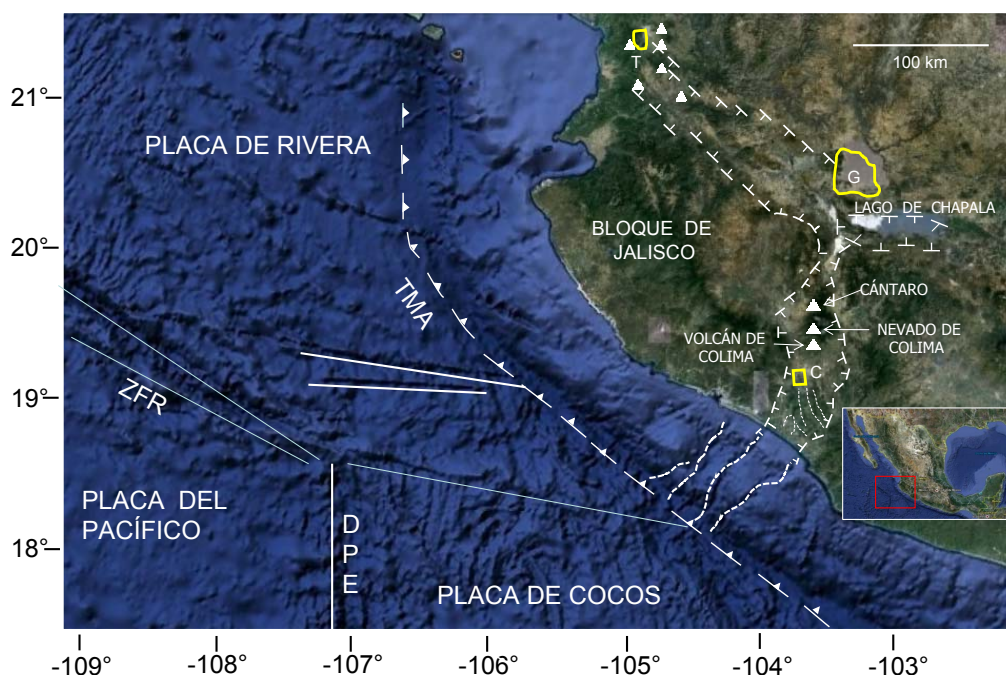 T
100 km
21°
PLACA DE RIVERA
G
LAGO DE CHAPALA
BLOQUE DE
JALISCO
20°
TMA
CÁNTARO
VOLCÁN DE
COLIMA
NEVADO DE
COLIMA
C
19°
ZFR
PLACA DEL
PACÍFICO
D
P
E
18°
PLACA DE COCOS
-109°
-108°
-107°
-106°
-105°
-104°
-103°